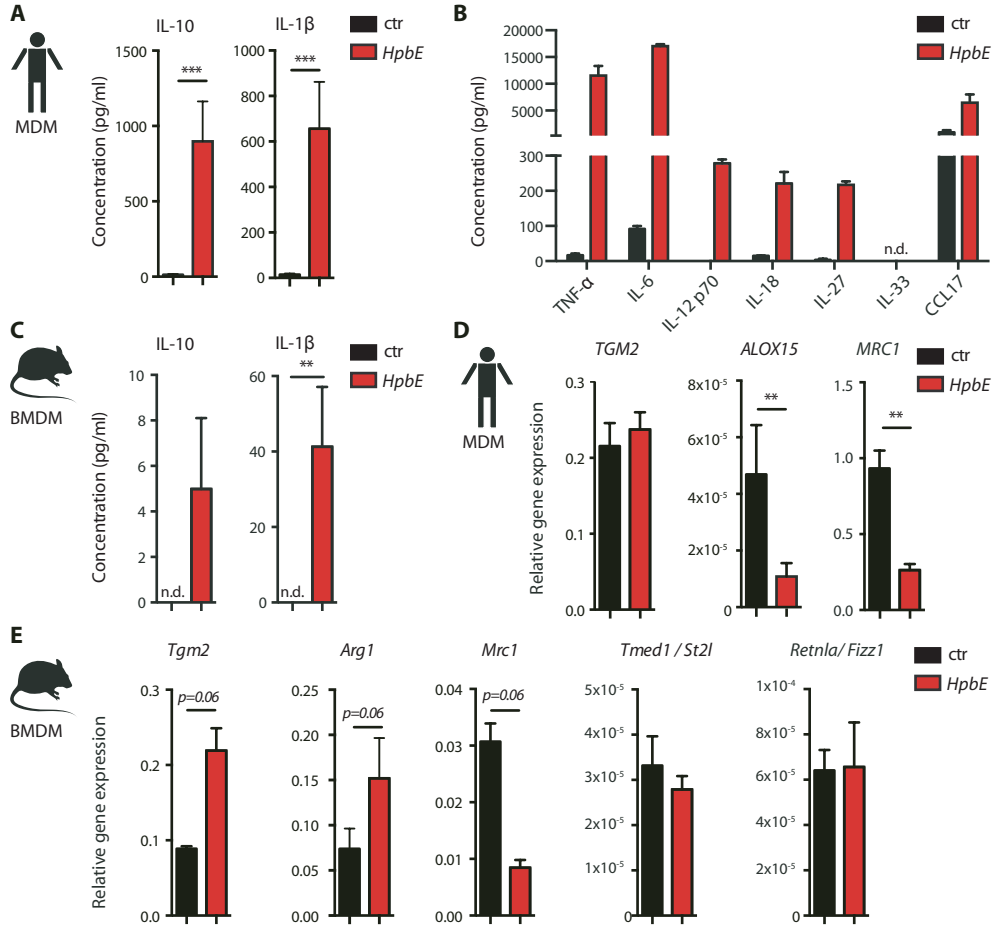 A
MDM
IL-10
Concentration (pg/ml)
1500
1000
500
0
***
IL-1β
1000
800
600
400
200
0
***
ctr
HpbE
B
Concentration (pg/ml)
20000
15000
10000
5000
300
200
100
0
n.d.
TNF-α
IL-6
IL-12 p70
IL-18
IL-27
IL-33
CCL17
ctr
HpbE
C
BMDM
IL-10
Concentration (pg/ml)
10
8
6
4
2
0
n.d.
IL-1β
60
40
20
0
n.d.
**
ctr
HpbE
D
MDM
TGM2
Relative gene expression
0.3
0.2
0.1
0.0
ALOX15
8x10⁻⁵
6x10⁻⁵
4x10⁻⁵
2x10⁻⁵
0
**
MRC1
1.5
1.0
0.5
0.0
**
ctr
HpbE
E
BMDM
Tgm2
Relative gene expression
0.3
0.2
0.1
0.0
p=0.06
Arg1
0.25
0.20
0.15
0.10
0.05
0.00
p=0.06
Mrc1
0.04
0.03
0.02
0.01
0.00
p=0.06
Tmed1 / St2l
5x10⁻⁵
4x10⁻⁵
3x10⁻⁵
2x10⁻⁵
1x10⁻⁵
0
Retnla/ Fizz1
1x10⁻⁴
8x10⁻⁵
6x10⁻⁵
4x10⁻⁵
2x10⁻⁵
0
ctr
HpbE